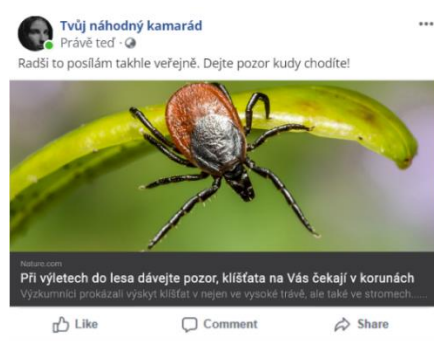 Tvůj náhodný kamarád
Právě teď ·
Radši to posílám takhle veřejně. Dejte pozor kudy chodíte!
Nature.com
Při výletech do lesa dávejte pozor, klíšťata na Vás čekají v korunách
Výzkumníci prokázali výskyt klíšťat v nejen ve vysoké trávě, ale také ve stromech......
Like Comment Share